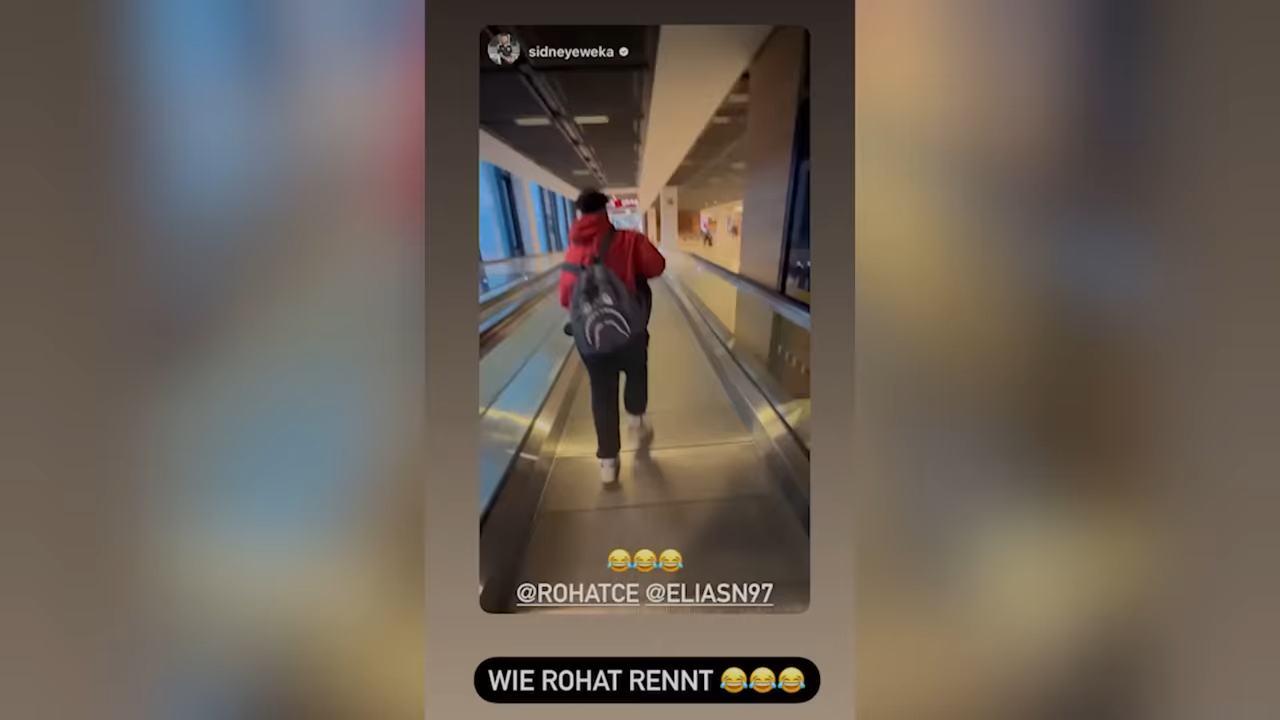 sidneyeweka
😂😂😂
@ROHATCE @ELIASN97
WIE ROHAT RENNT 😂😂😂